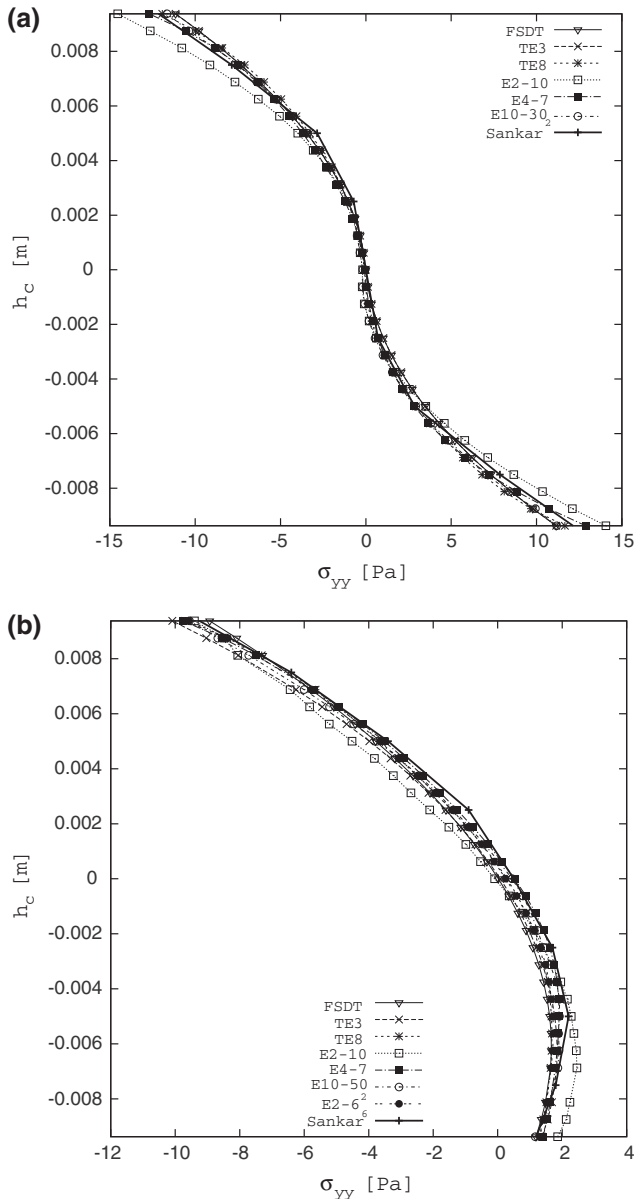 (a)
0.008
0.006
0.004
0.002
0
-0.002
-0.004
-0.006
-0.008
h_c [m]
-15 -10 -5 0 5 10 15
σ_yy [Pa]
FSDT
TE3
TE8
E2-10
E4-7
E10-30^2
Sankar
(b)
0.008
0.006
0.004
0.002
0
-0.002
-0.004
-0.006
-0.008
h_c [m]
-12 -10 -8 -6 -4 -2 0 2 4
σ_yy [Pa]
FSDT
TE3
TE8
E2-10
E4-7
E10-50
E2-6^2
Sankar^6